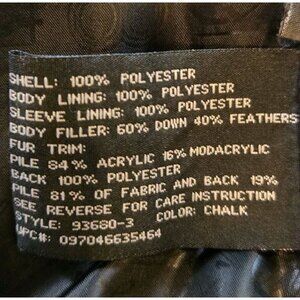 SHELL: 100% POLYESTER
BODY LINING: 100% POLYESTER
SLEEVE LINING: 100% POLYESTER
BODY FILLER: 60% DOWN 40% FEATHERS
FUR TRIM:
PILE 84% ACRYLIC 16% MODACRYLIC
BACK 100% POLYESTER
PILE 81% OF FABRIC AND BACK 19%
SEE REVERSE FOR CARE INSTRUCTION
STYLE: 93680-3 COLOR: CHALK
UPC#: 097046635464